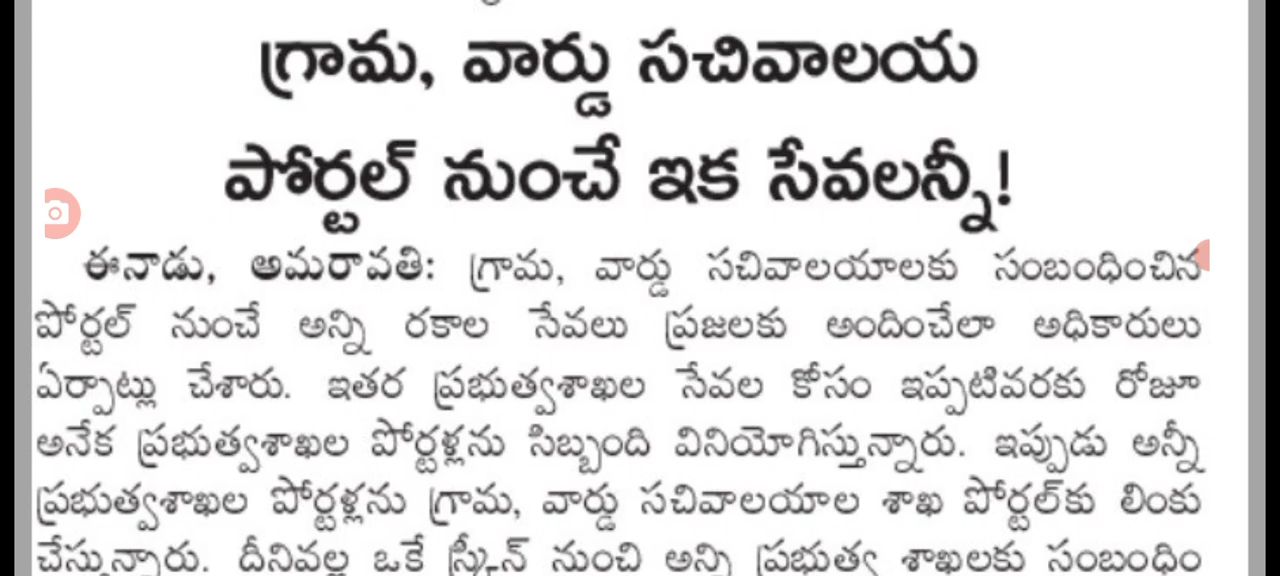 గ్రామ, వార్డు సచివాలయ
పోర్టల్ నుంచే ఇక సేవలన్నీ!
ఈనాడు, అమరావతి: గ్రామ, వార్డు సచివాలయాలకు సంబంధించిన
పోర్టల్ నుంచే అన్ని రకాల సేవలు ప్రజలకు అందించేలా అధికారులు
ఏర్పాట్లు చేశారు. ఇతర ప్రభుత్వశాఖల సేవల కోసం ఇప్పటివరకు రోజూ
అనేక ప్రభుత్వశాఖల పోర్టళ్లను సిబ్బంది వినియోగిస్తున్నారు. ఇప్పుడు అన్నీ
ప్రభుత్వశాఖల పోర్టళ్లను గ్రామ, వార్డు సచివాలయాల శాఖ పోర్టల్‌కు లింకు
చేస్తున్నారు. దీనివల్ల ఒకే స్క్రీన్ నుంచి అన్ని ప్రభుత్వ శాఖలకు సంబంధిం